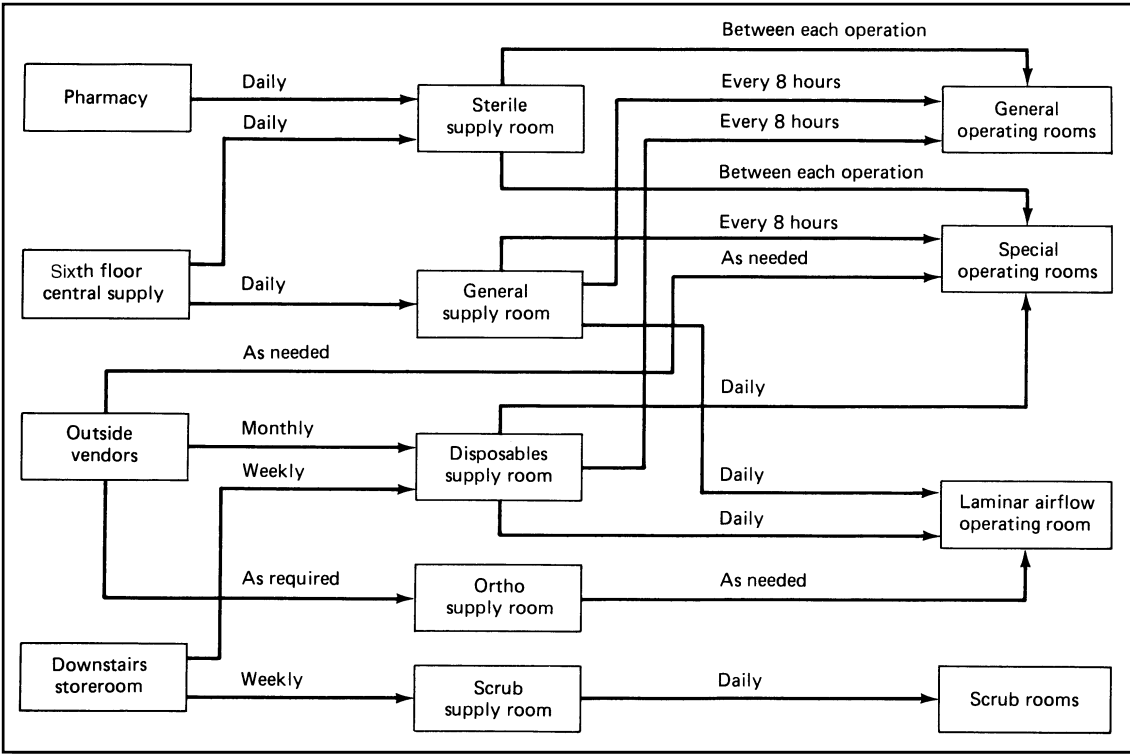 Between each operation
Pharmacy
Daily
Sterile
supply room
Every 8 hours
General
operating rooms
Daily
Every 8 hours
Between each operation
Sixth floor
central supply
Daily
General
supply room
Every 8 hours
As needed
Special
operating rooms
As needed
Outside
vendors
Monthly
Weekly
Disposables
supply room
Daily
Daily
Daily
Laminar airflow
operating room
As required
Ortho
supply room
As needed
Downstairs
storeroom
Weekly
Scrub
supply room
Daily
Scrub rooms